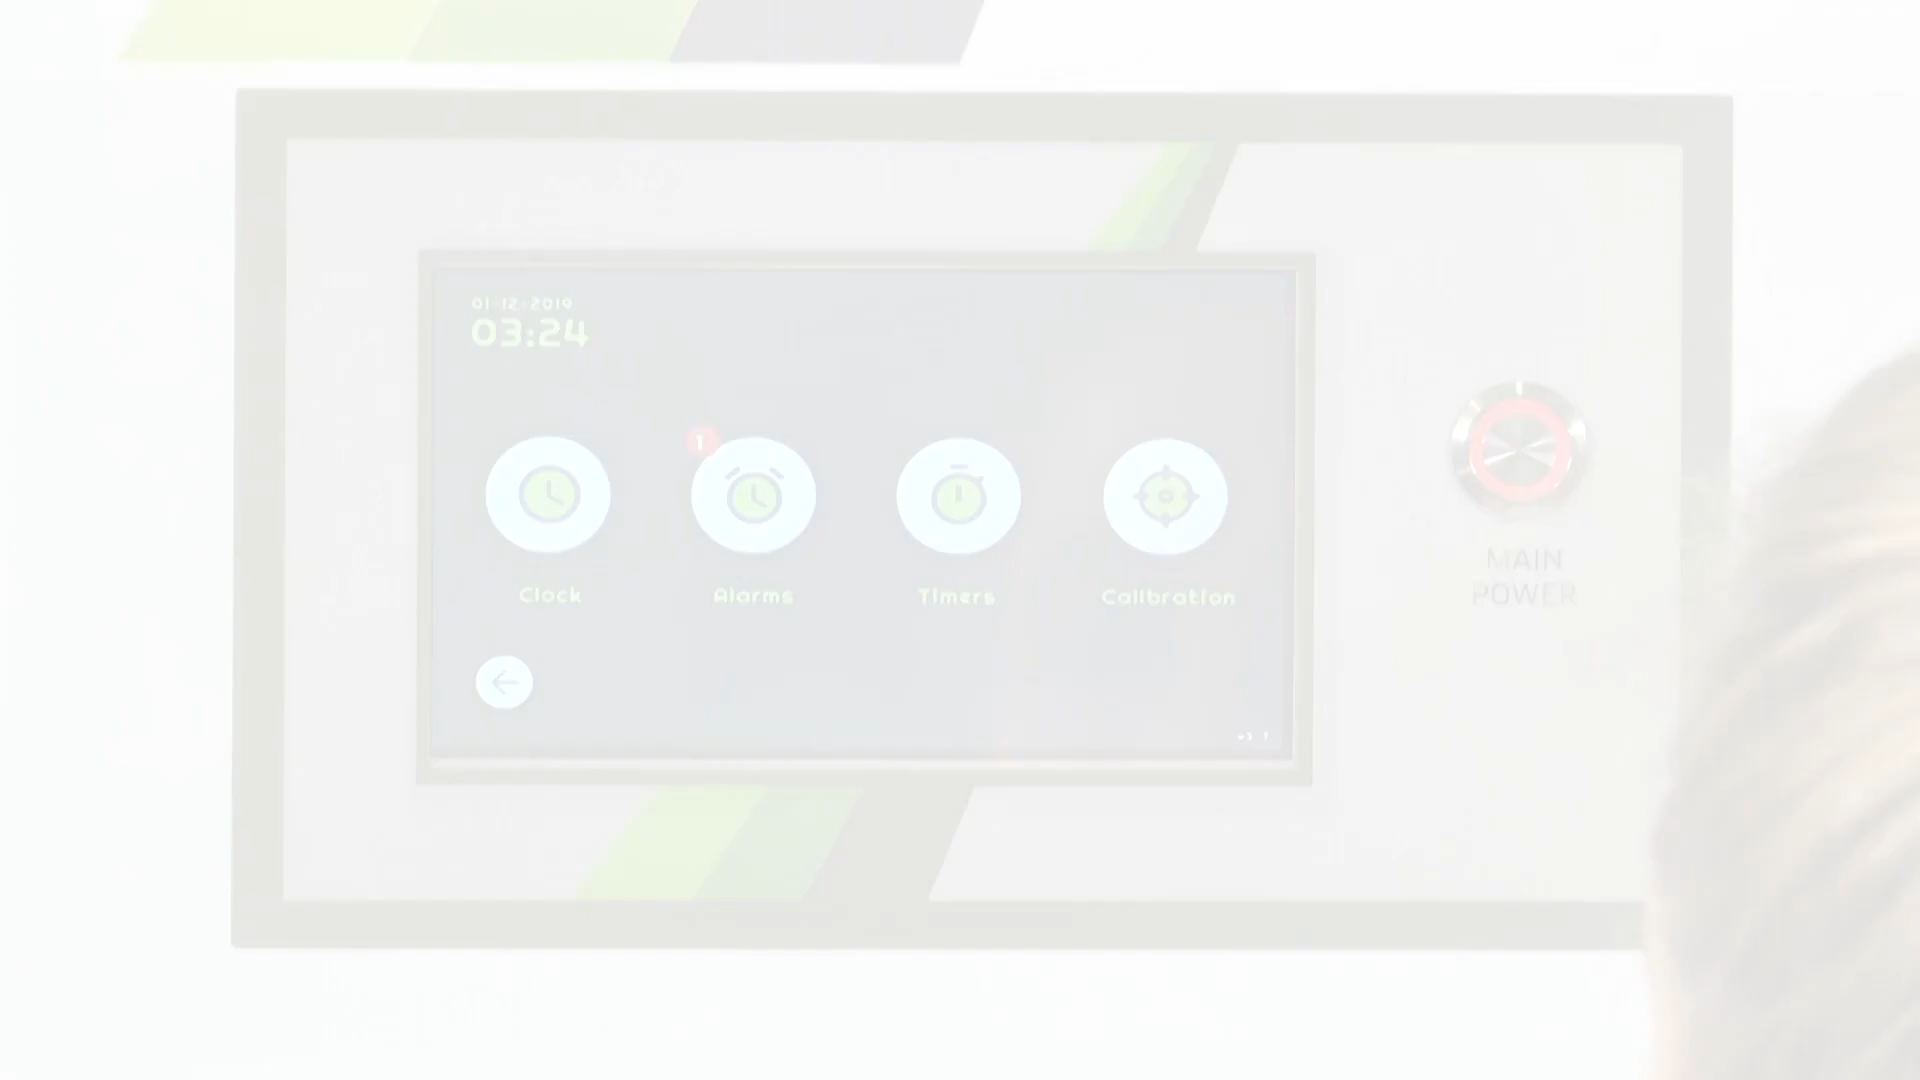 01-12-2019
03:24
1
Clock
Alarms
Timers
Calibration
MAIN
POWER